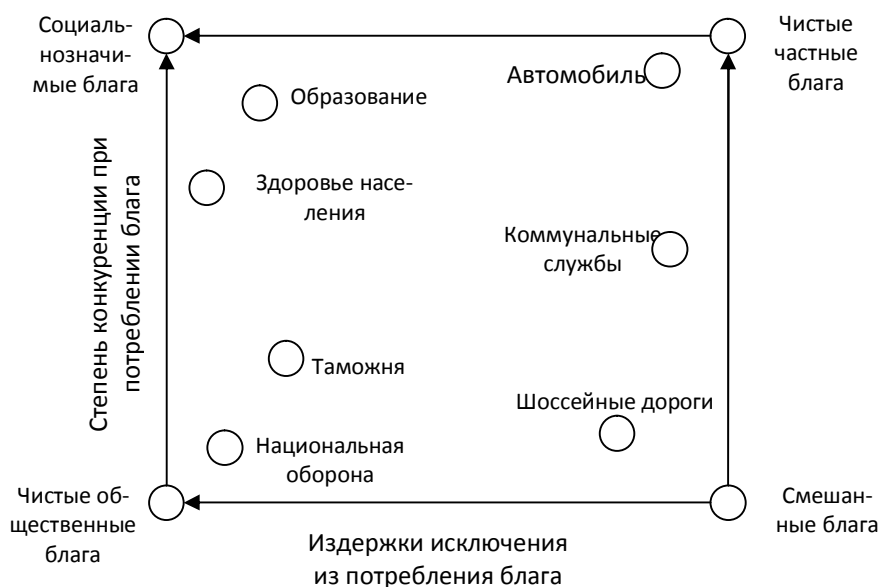 Социаль-
нозначи-
мые блага
Чистые
частные
блага
Автомобиль
Образование
Здоровье насе-
ления
Коммунальные
службы
Степень конкуренции при
потреблении блага
Таможня
Шоссейные дороги
Национальная
оборона
Чистые об-
щественные
блага
Смешан-
ные блага
Издержки исключения
из потребления блага